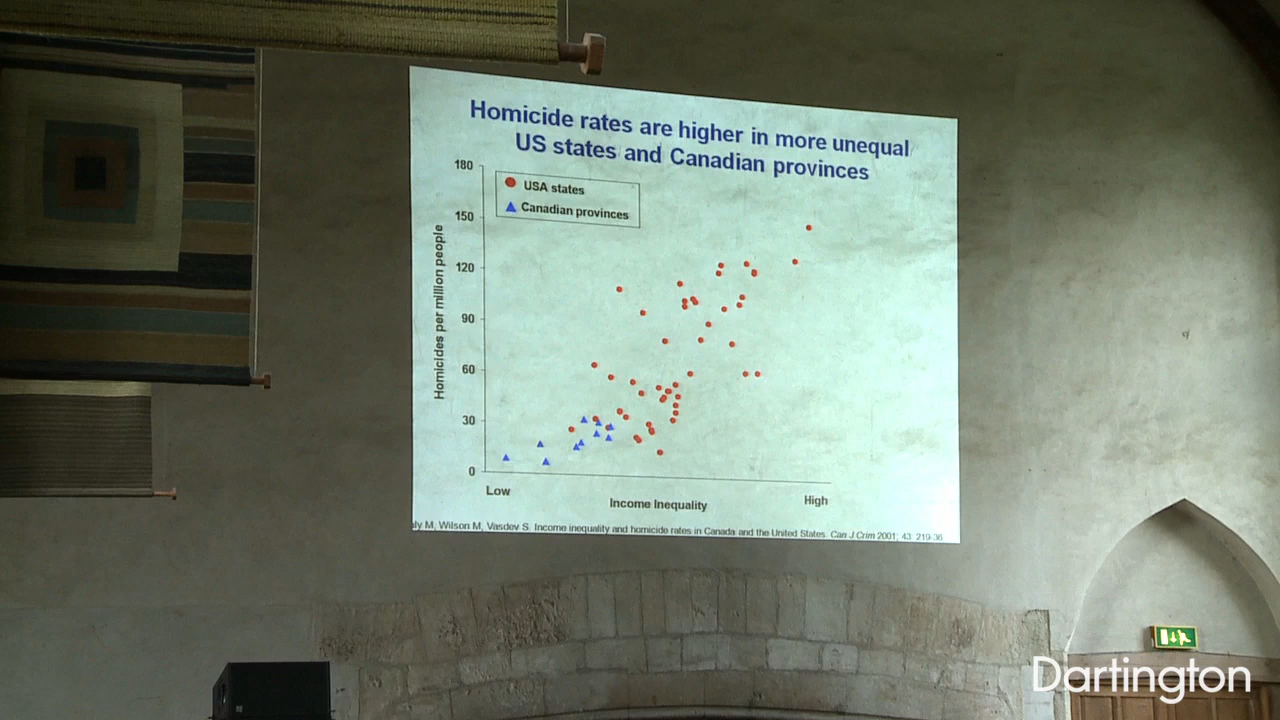 Homicide rates are higher in more unequal
US states and Canadian provinces
180
150
120
90
60
30
0
Homicides per million people
USA states
Canadian provinces
Low
Income Inequality
High
M, Wilson M, Vasdev S. Income inequality and homicide rates in Canada and the United States. Can J Crim 2001; 43: 219-36
Dartington